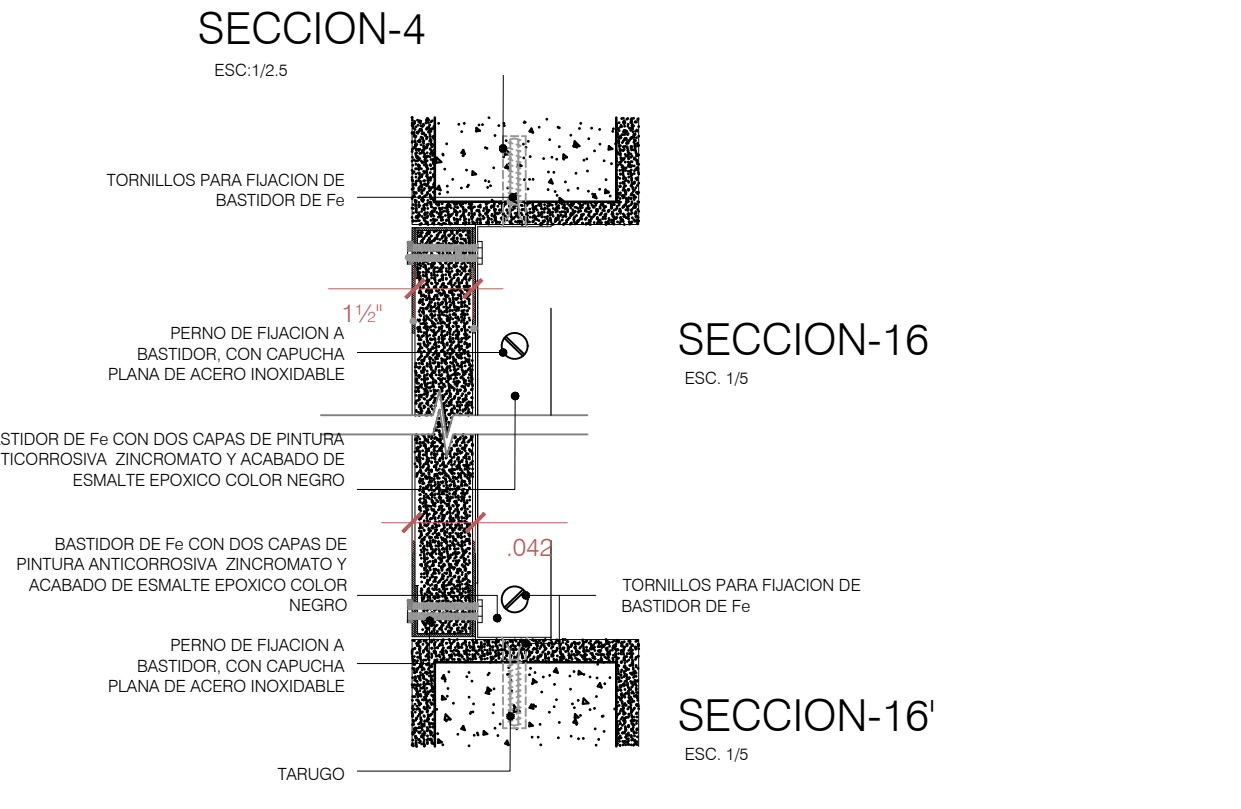 SECCION-4
ESC:1/2.5
TORNILLOS PARA FIJACION DE
BASTIDOR DE Fe
1½"
PERNO DE FIJACION A
BASTIDOR, CON CAPUCHA
PLANA DE ACERO INOXIDABLE
SECCION-16
ESC. 1/5
STIDOR DE Fe CON DOS CAPAS DE PINTURA
TICORROSIVA ZINCROMATO Y ACABADO DE
ESMALTE EPOXICO COLOR NEGRO
.042
BASTIDOR DE Fe CON DOS CAPAS DE
PINTURA ANTICORROSIVA ZINCROMATO Y
ACABADO DE ESMALTE EPOXICO COLOR
NEGRO
TORNILLOS PARA FIJACION DE
BASTIDOR DE Fe
PERNO DE FIJACION A
BASTIDOR, CON CAPUCHA
PLANA DE ACERO INOXIDABLE
SECCION-16'
ESC. 1/5
TARUGO